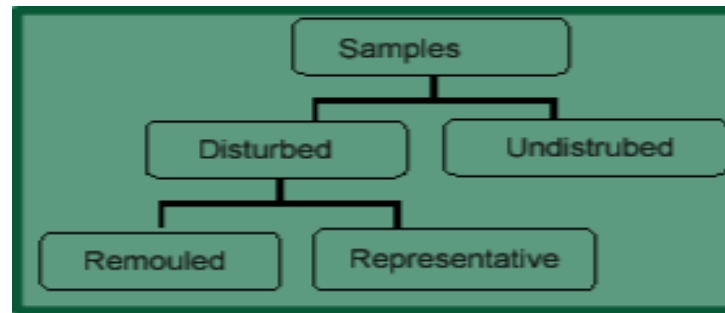 Samples
Disturbed
Undistrubed
Remouled
Representative